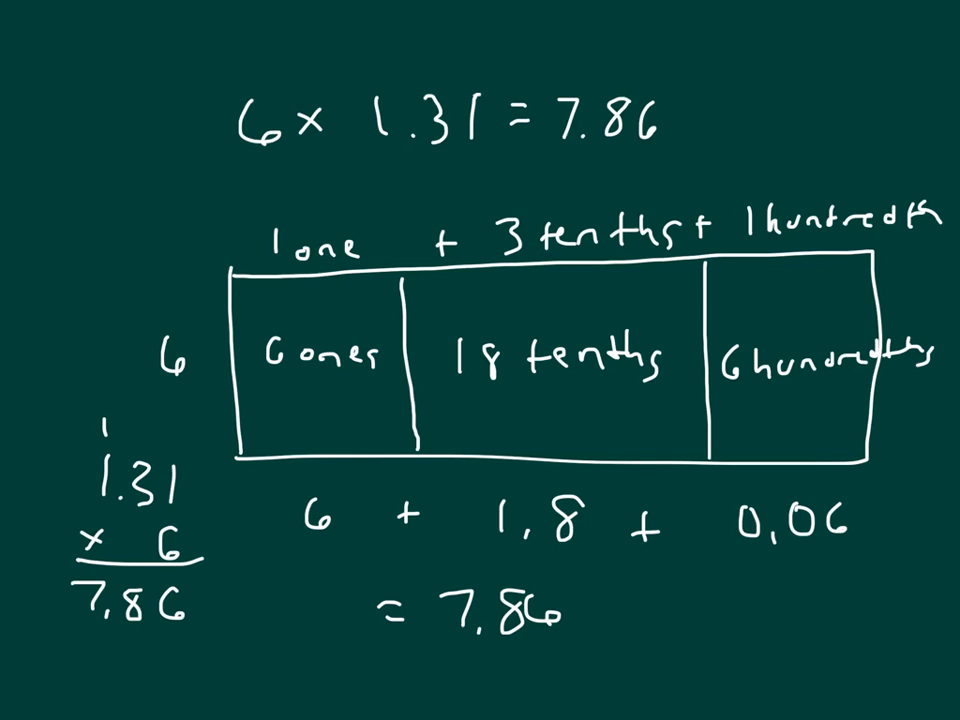 6 × 1.31 = 7.86
1 one + 3 tenths + 1 hundredth
6 6 ones 18 tenths 6 hundredths
1
1.31
× 6
7.86
6 + 1.8 + 0.06
= 7.86